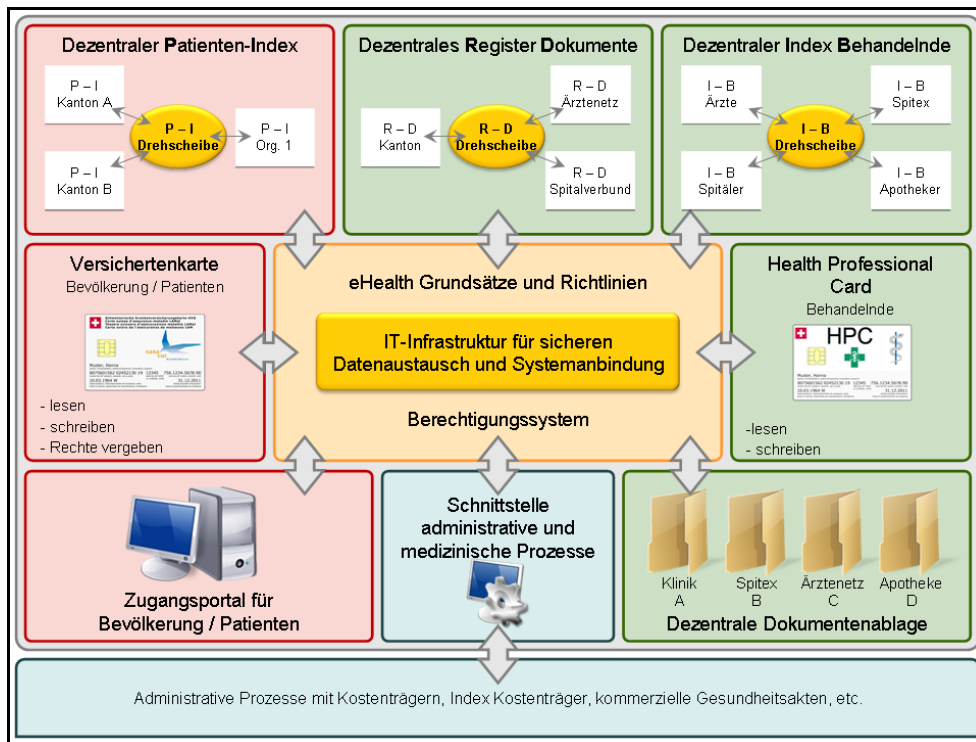 Dezentraler Patienten-Index
P – I
Kanton A
P – I
Drehscheibe
P – I
Org. 1
P – I
Kanton B
Dezentrales Register Dokumente
R – D
Ärztenetz
R – D
Kanton
R – D
Drehscheibe
R – D
Spitalverbund
Dezentraler Index Behandelnde
I – B
Ärzte
I – B
Spitex
I – B
Drehscheibe
I – B
Spitäler
I – B
Apotheker
Versichertenkarte
Bevölkerung / Patienten
- lesen
- schreiben
- Rechte vergeben
eHealth Grundsätze und Richtlinien
IT-Infrastruktur für sicheren
Datenaustausch und Systemanbindung
Berechtigungssystem
Health Professional
Card
Behandelnde
HPC
-lesen
- schreiben
Zugangsportal für
Bevölkerung / Patienten
Schnittstelle
administrative und
medizinische Prozesse
Klinik
A
Spitex
B
Ärztenetz
C
Apotheke
D
Dezentrale Dokumentenablage
Administrative Prozesse mit Kostenträgern, Index Kostenträger, kommerzielle Gesundheitsakten, etc.